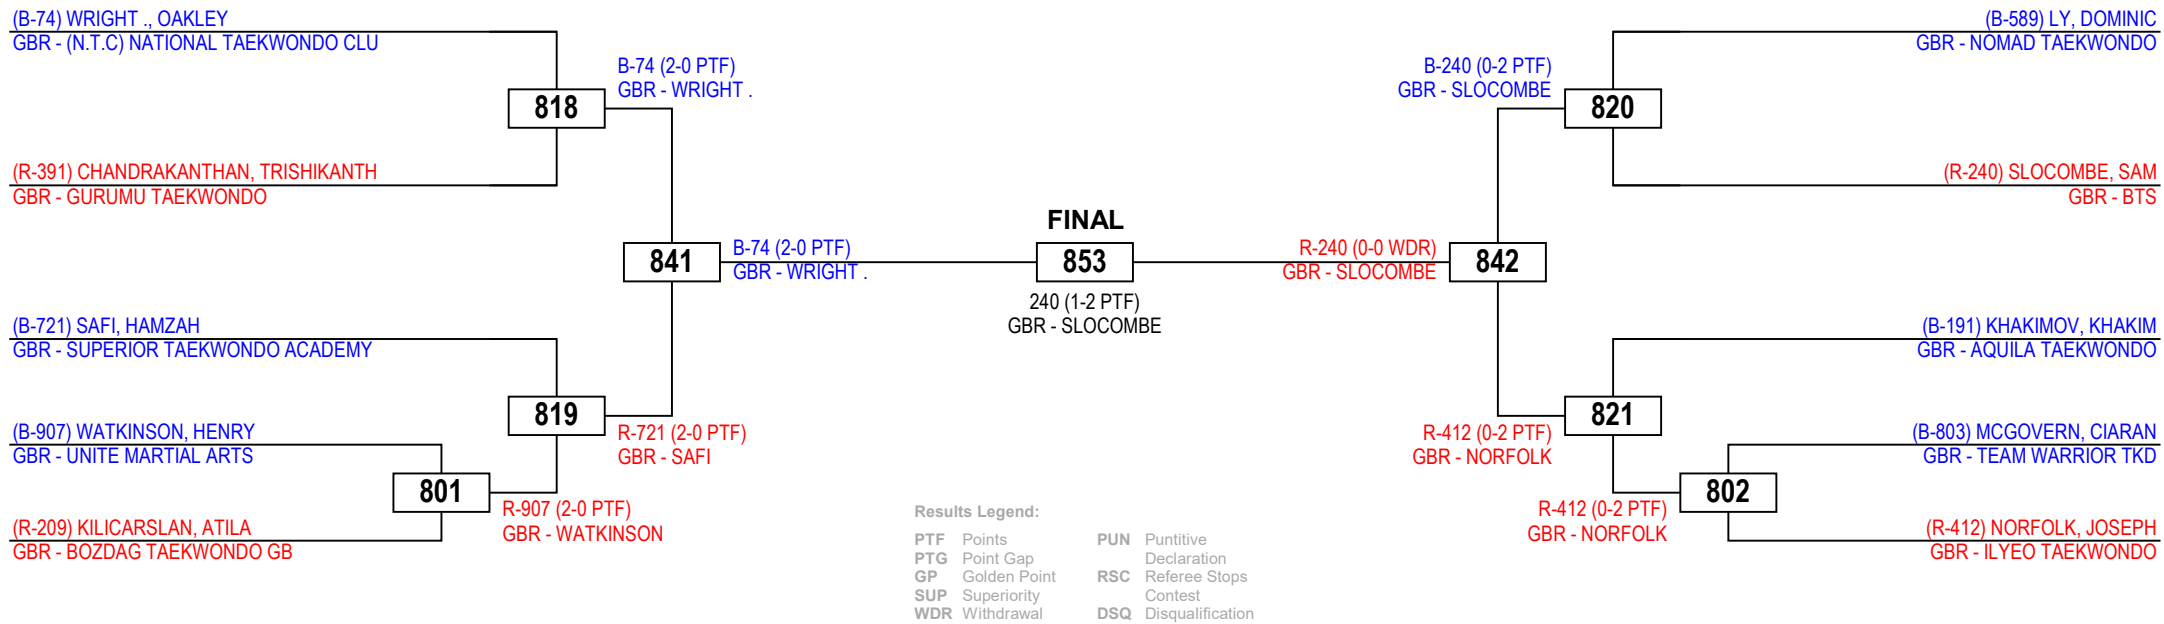 (B-74) WRIGHT ., OAKLEY
GBR - (N.T.C) NATIONAL TAEKWONDO CLU
B-74 (2-0 PTF)
GBR - WRIGHT .
818
(R-391) CHANDRAKANTHAN, TRISHIKANTH
GBR - GURUMU TAEKWONDO
841
B-74 (2-0 PTF)
GBR - WRIGHT .
(B-721) SAFI, HAMZAH
GBR - SUPERIOR TAEKWONDO ACADEMY
819
R-721 (2-0 PTF)
GBR - SAFI
(B-907) WATKINSON, HENRY
GBR - UNITE MARTIAL ARTS
801
R-907 (2-0 PTF)
GBR - WATKINSON
(R-209) KILICARSLAN, ATILA
GBR - BOZDAG TAEKWONDO GB
FINAL
853
240 (1-2 PTF)
GBR - SLOCOMBE
(B-589) LY, DOMINIC
GBR - NOMAD TAEKWONDO
B-240 (0-2 PTF)
GBR - SLOCOMBE
820
(R-240) SLOCOMBE, SAM
GBR - BTS
R-240 (0-0 WDR)
GBR - SLOCOMBE
842
(B-191) KHAKIMOV, KHAKIM
GBR - AQUILA TAEKWONDO
821
R-412 (0-2 PTF)
GBR - NORFOLK
(B-803) MCGOVERN, CIARAN
GBR - TEAM WARRIOR TKD
802
R-412 (0-2 PTF)
GBR - NORFOLK
(R-412) NORFOLK, JOSEPH
GBR - ILYEO TAEKWONDO
Results Legend:
PTF Points
PTG Point Gap
GP Golden Point
SUP Superiority
WDR Withdrawal
PUN Puntitive
Declaration
RSC Referee Stops
Contest
DSQ Disqualification